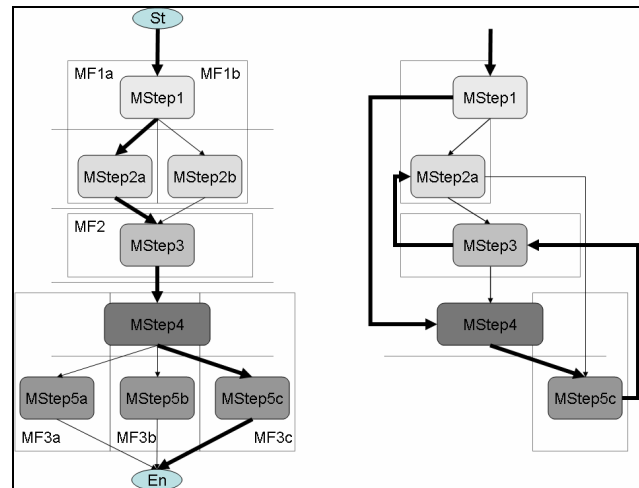 St
MF1a MF1b
MStep1 MStep1
MStep2a MStep2b MStep2a
MF2
MStep3 MStep3
MStep4 MStep4
MStep5a MStep5b MStep5c MStep5c
MF3a MF3b MF3c
En